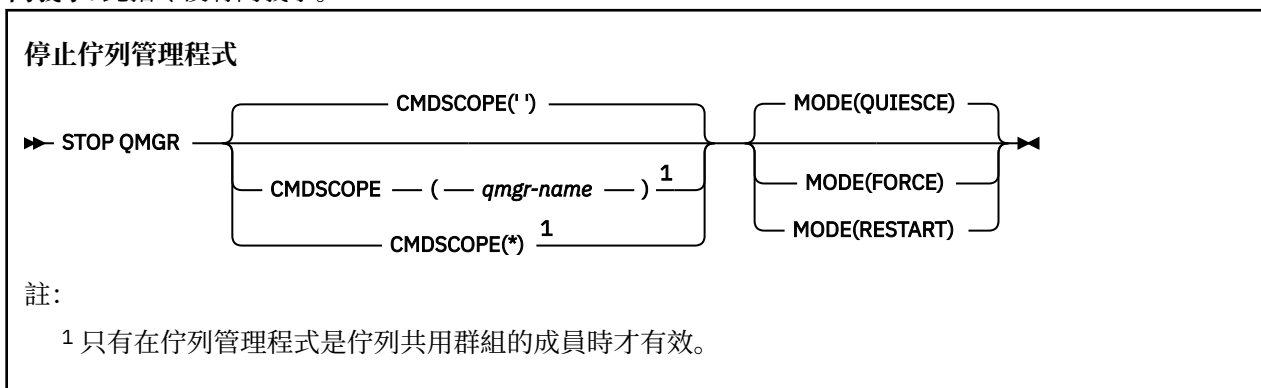 停止佇列管理程式
CMDSCOPE(' ')
MODE(QUIESCE)
STOP QMGR
CMDSCOPE ( qmgr-name ) 1
MODE(FORCE)
CMDSCOPE(*) 1
MODE(RESTART)
註:
1 只有在佇列管理程式是佇列共用群組的成員時才有效。